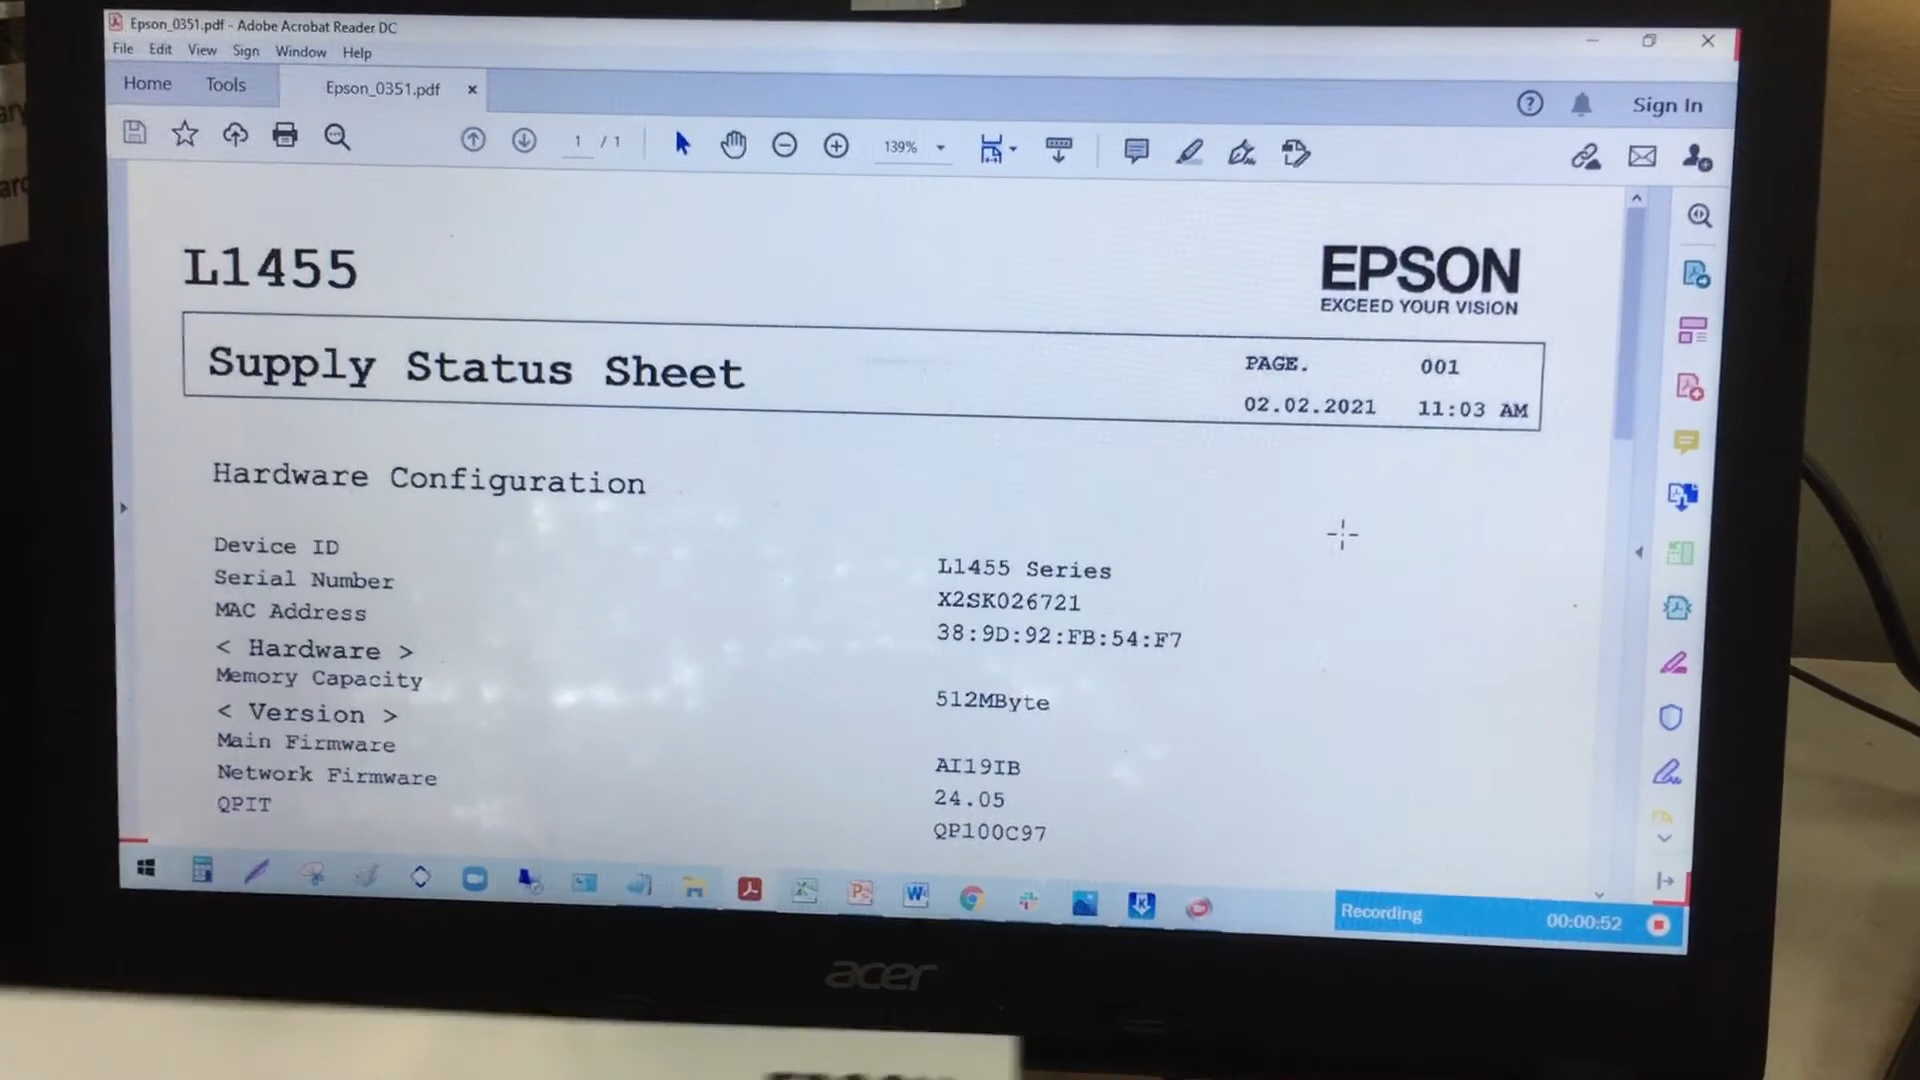 Epson_0351.pdf - Adobe Acrobat Reader DC
File Edit View Sign Window Help
Home Tools Epson_0351.pdf
Sign In
1 / 1 139%
L1455
EPSON
EXCEED YOUR VISION
Supply Status Sheet
PAGE. 001
02.02.2021 11:03 AM
Hardware Configuration
Device ID L1455 Series
Serial Number X2SK026721
MAC Address 38:9D:92:FB:54:F7
< Hardware >
Memory Capacity 512MByte
< Version >
Main Firmware AI19IB
Network Firmware 24.05
QPIT QP100C97
Recording 00:00:52
acer